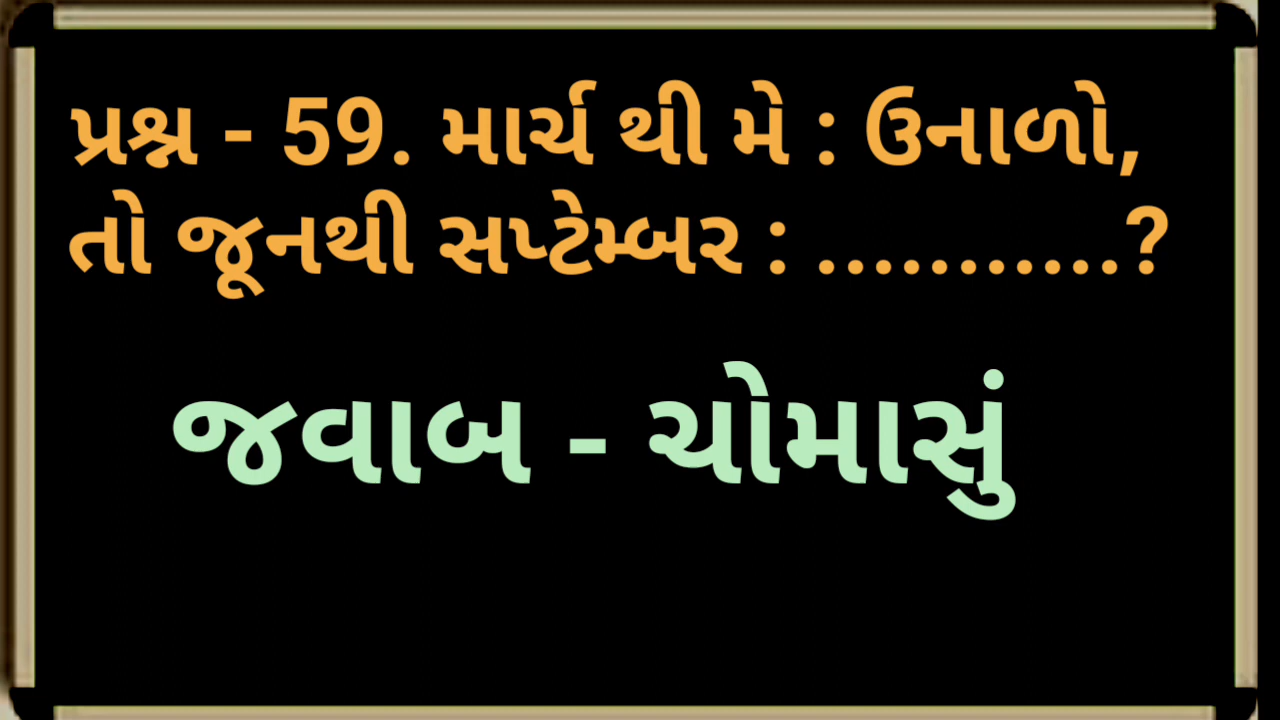 પ્રશ્ન - 59. માર્ચ થી મે : ઉનાળો,
તો જૂનથી સપ્ટેમ્બર : ...........?
જવાબ - ચોમાસું